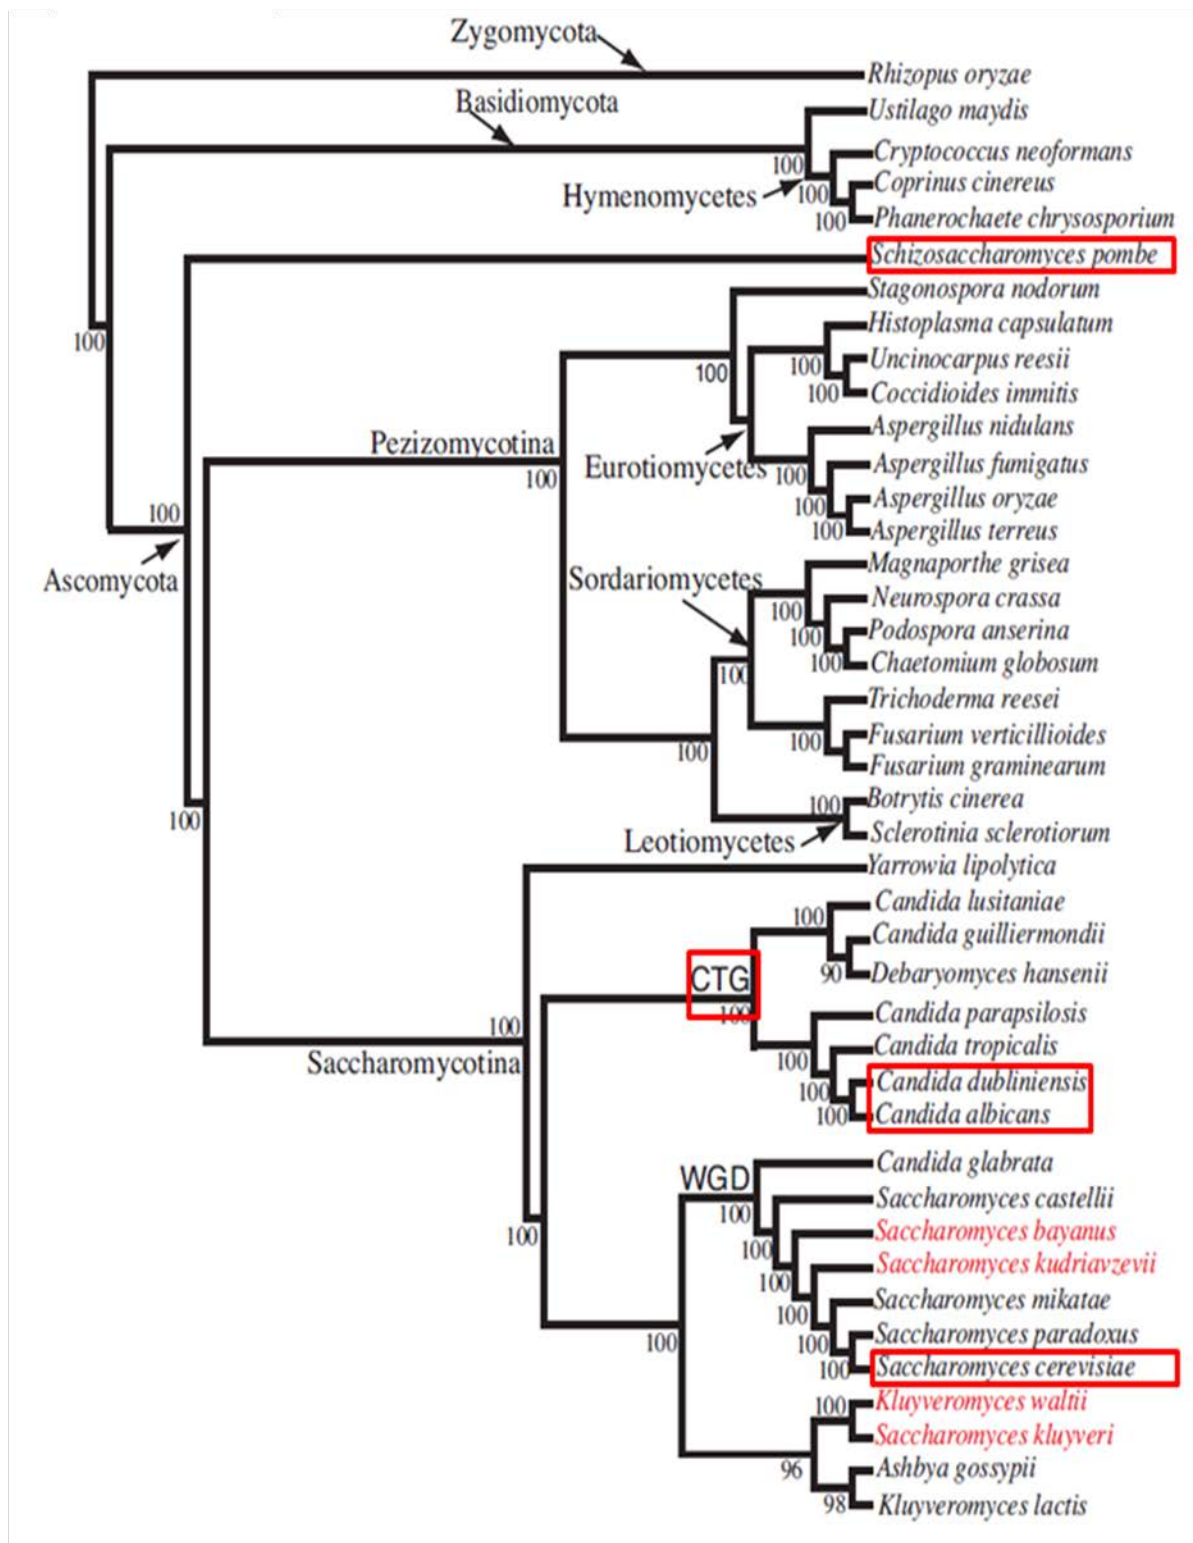 Zygomycota
Rhizopus oryzae
Basidiomycota
Ustilago maydis
100
Cryptococcus neoformans
Hymenomycetes
100
Coprinus cinereus
100
Phanerochaete chrysosporium
Schizosaccharomyces pombe
Stagonospora nodorum
Histoplasma capsulatum
100
100
100
Uncinocarpus reesii
100
Coccidioides immitis
Aspergillus nidulans
Pezizomycotina
100
Eurotiomycetes
100
Aspergillus fumigatus
100
Aspergillus oryzae
100
Aspergillus terreus
100
Ascomycota
Magnaporthe grisea
Sordariomycetes
100
Neurospora crassa
100
Podospora anserina
100
Chaetomium globosum
100
Trichoderma reesei
100
100
Fusarium verticillioides
Fusarium graminearum
100
Botrytis cinerea
100
Leotiomycetes
Sclerotinia sclerotiorum
Yarrowia lipolytica
Candida lusitaniae
100
Candida guilliermondii
90
Debaryomyces hansenii
CTG
100
Candida parapsilosis
100
Saccharomycotina
100
Candida tropicalis
100
Candida dubliniensis
100
Candida albicans
Candida glabrata
WGD
100
Saccharomyces castellii
100
100
Saccharomyces bayanus
100
Saccharomyces kudriavzevii
100
Saccharomyces mikatae
100
100
Saccharomyces paradoxus
100
Saccharomyces cerevisiae
100
Kluyveromyces waltii
Saccharomyces kluyveri
96
Ashbya gossypii
98
Kluyveromyces lactis